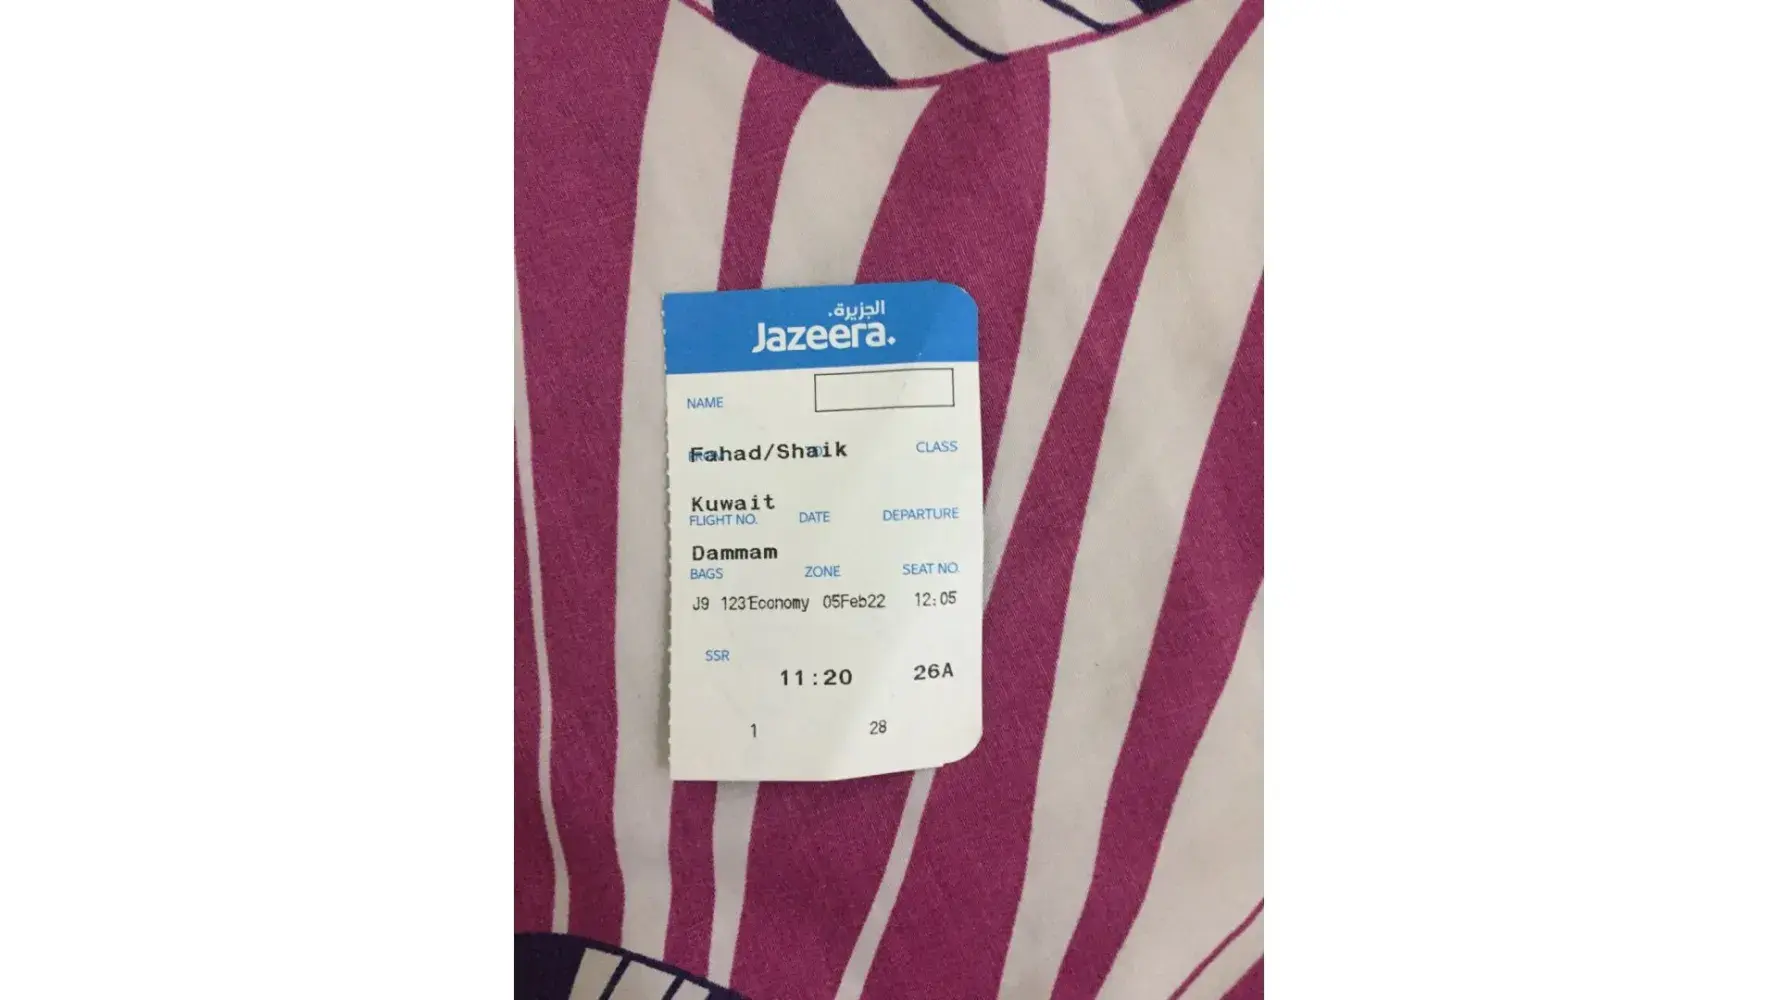 الجزيرة.
Jazeera.
NAME
Fahad/Shaik CLASS
Kuwait
FLIGHT NO. DATE DEPARTURE
Dammam
BAGS ZONE SEAT NO.
J9 123 Economy 05Feb22 12:05
SSR
11:20 26A
1 28